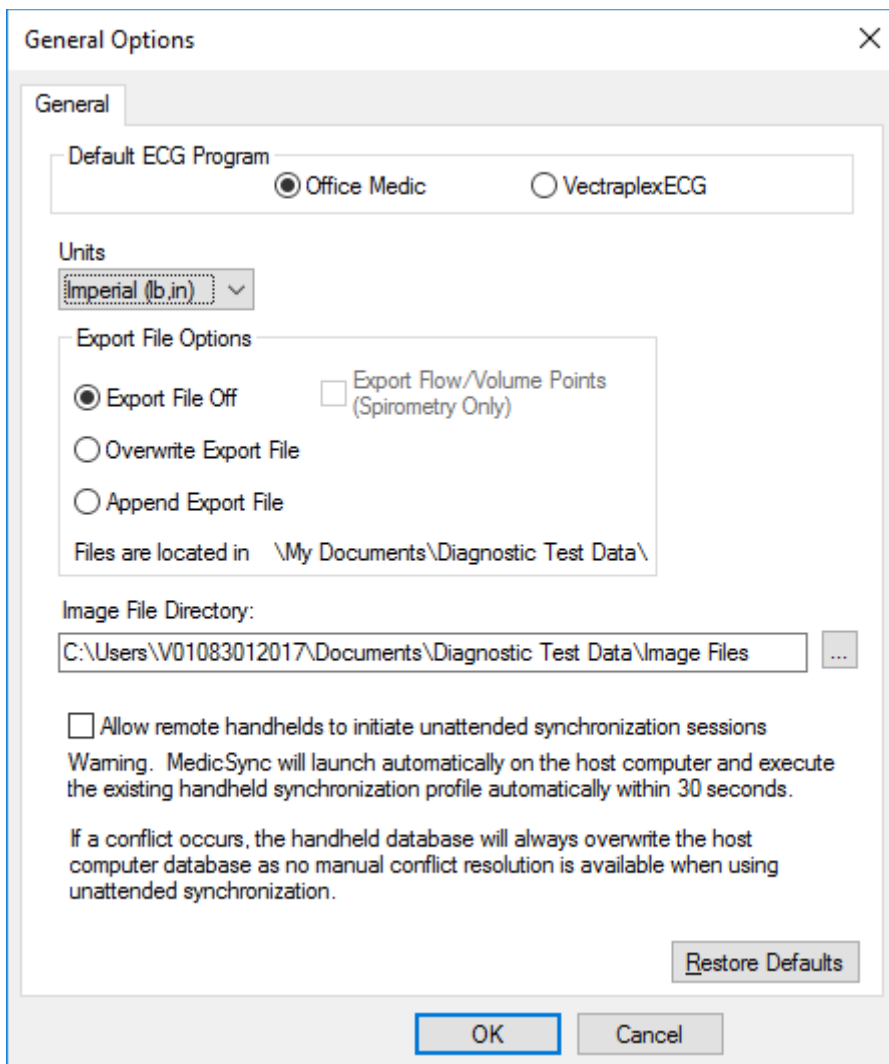 General Options
General
Default ECG Program
Office Medic
VectraplexECG
Units
Imperial (lb,in)
Export File Options
Export File Off
Export Flow/Volume Points
(Spirometry Only)
Overwrite Export File
Append Export File
Files are located in \My Documents\Diagnostic Test Data\
Image File Directory:
C:\Users\V01083012017\Documents\Diagnostic Test Data\Image Files
...
Allow remote handhelds to initiate unattended synchronization sessions
Warning. MedicSync will launch automatically on the host computer and execute
the existing handheld synchronization profile automatically within 30 seconds.
If a conflict occurs, the handheld database will always overwrite the host
computer database as no manual conflict resolution is available when using
unattended synchronization.
Restore Defaults
OK
Cancel